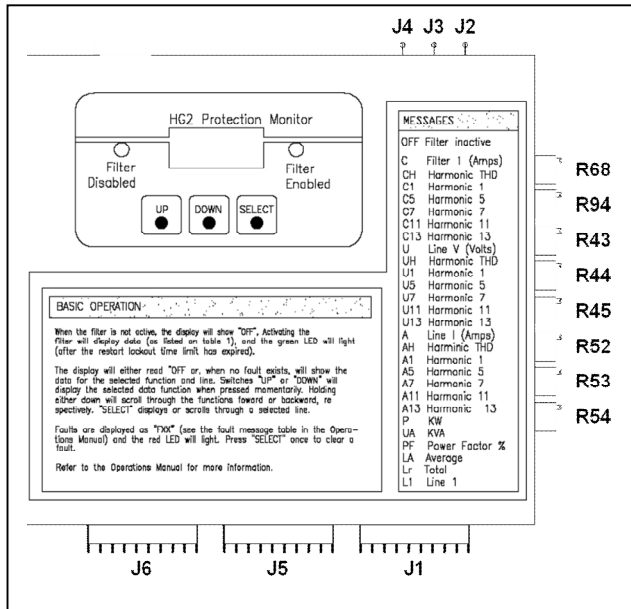 J4 J3 J2
HG2 Protection Monitor
Filter Disabled
Filter Enabled
UP DOWN SELECT
MESSAGES
OFF Filter inactive
C Filter I (Amps)
CH Harmonic THD
C1 Harmonic 1
C5 Harmonic 5
C7 Harmonic 7
C11 Harmonic 11
C13 Harmonic 13
U Line V (Volts)
UH Harmonic THD
U1 Harmonic 1
U5 Harmonic 5
U7 Harmonic 7
U11 Harmonic 11
U13 Harmonic 13
A Line I (Amps)
AH Harminic THD
A1 Harmonic 1
A5 Harmonic 5
A7 Harmonic 7
A11 Harmonic 11
A13 Harmonic 13
P KW
UA KVA
PF Power Factor %
LA Average
Lr Total
L1 Line 1
R68
R94
R43
R44
R45
R52
R53
R54
BASIC OPERATION
When the filter is not active, the display will show "OFF". Activating the
filter will display data (as listed on table 1), and the green LED will light
(after the restart lockout time limit has expired).
The display will either read "OFF or, when no fault exists, will show the
data for the selected function and line. Switches "UP" or "DOWN" will
display the selected data function when pressed momentarily. Holding
either down will scroll through the functions foward or backward, re
spectively. "SELECT" displays or scrolls through a selected line.
Faults are displayed as "FXX" (see the fault message table in the Opera-
tions Manual) and the red LED will light. Press "SELECT" once to clear a
fault.
Refer to the Operations Manual for more information.
J6 J5 J1